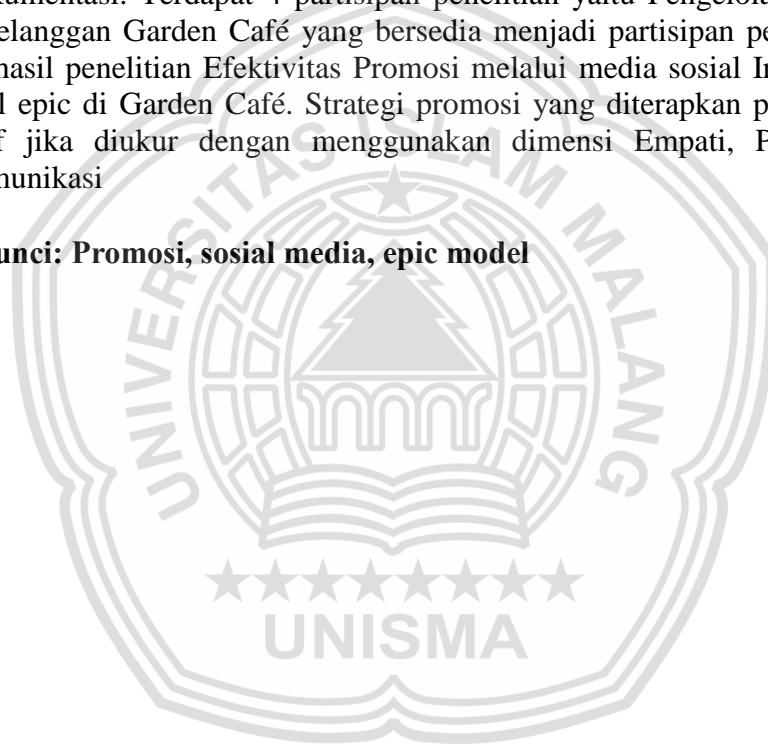 kumentasi. Terdapat 4 partisipan penelitian yaitu Pengelola
elanggan Garden Café yang bersedia menjadi partisipan pe
hasil penelitian Efektivitas Promosi melalui media sosial In
l epic di Garden Café. Strategi promosi yang diterapkan p
f jika diukur dengan menggunakan dimensi Empati, P
munikasi
unci: Promosi, sosial media, epic model
UNIVERSITAS ISLAM MALANG
UNISMA